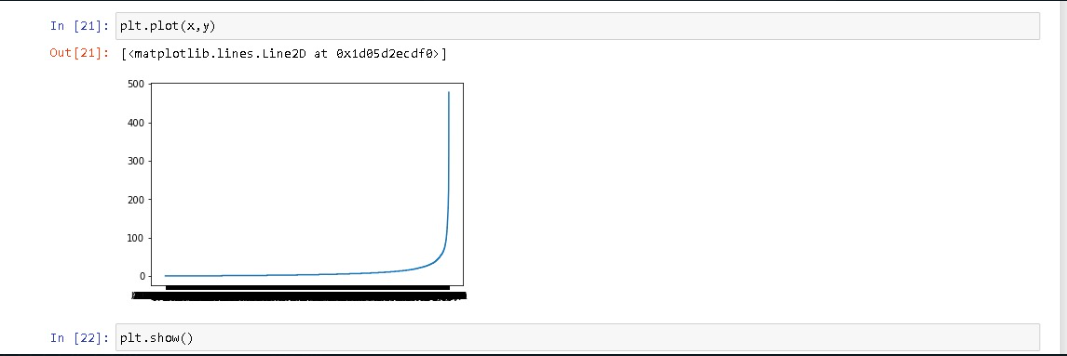 In [21]: plt.plot(x,y)
Out[21]: [<matplotlib.lines.Line2D at 0x1d05d2ecdf0>]
500
400
300
200
100
0
In [22]: plt.show()